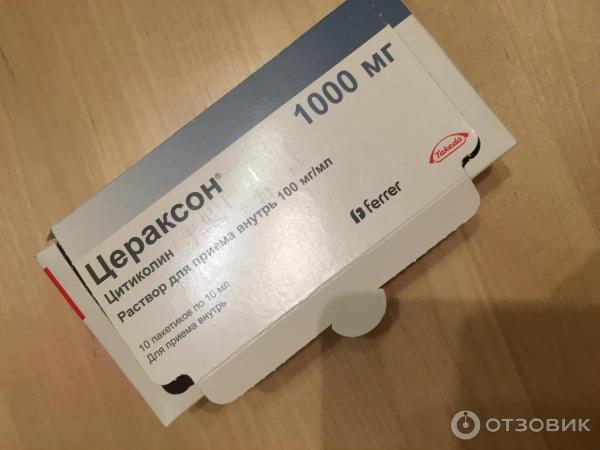 1000 мг
Цераксон®
Цитиколин
Раствор для приема внутрь 100 мг/мл
10 пакетиков по 10 мл
Для приема внутрь
ferrer
Takeda
ОТЗОВИК